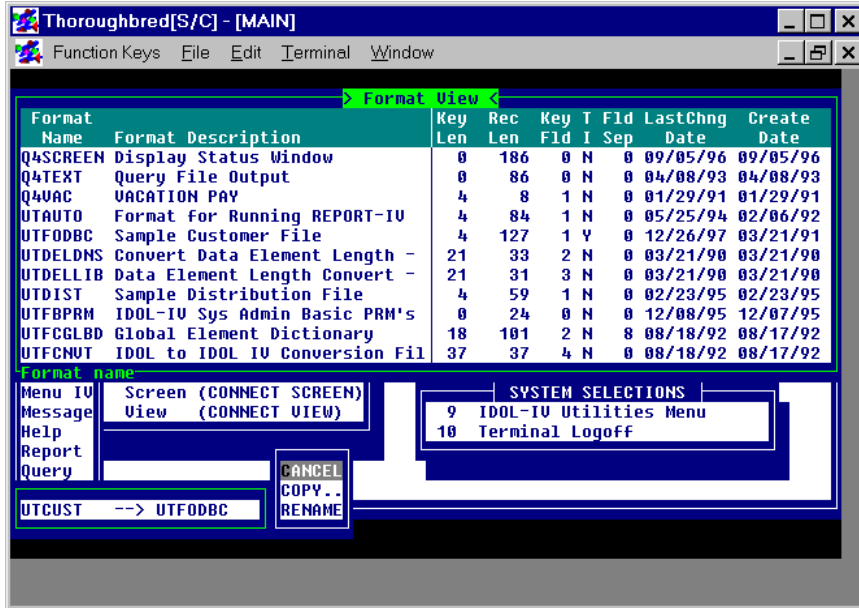 Thoroughbred[S/C] - [MAIN]
Function Keys File Edit Terminal Window
> Format View <
Format Key Rec Key T Fld LastChng Create
Name Format Description Len Len Fld I Sep Date Date
Q4SCREEN Display Status Window 0 186 0 N 0 09/05/96 09/05/96
Q4TEXT Query File Output 0 86 0 N 0 04/08/93 04/08/93
Q4VAC VACATION PAY 4 8 1 N 0 01/29/91 01/29/91
UTAUTO Format for Running REPORT-IV 4 84 1 N 0 05/25/94 02/06/92
UTFODBC Sample Customer File 4 127 1 Y 0 12/26/97 03/21/91
UTDELDNS Convert Data Element Length - 21 33 2 N 0 03/21/90 03/21/90
UTDELLIB Data Element Length Convert - 21 31 3 N 0 03/21/90 03/21/90
UTDIST Sample Distribution File 4 59 1 N 0 02/23/95 02/23/95
UTFBPRM IDOL-IV Sys Admin Basic PRM's 0 24 0 N 0 12/08/95 12/07/95
UTFCGLBD Global Element Dictionary 18 101 2 N 8 08/18/92 08/17/92
UTFCNVT IDOL to IDOL IV Conversion Fil 37 37 4 N 0 08/18/92 08/17/92
Format name
Menu IV Screen (CONNECT SCREEN) SYSTEM SELECTIONS
Message View (CONNECT VIEW) 9 IDOL-IV Utilities Menu
Help 10 Terminal Logoff
Report
Query CANCEL
COPY..
UTCUST --> UTFODBC RENAME